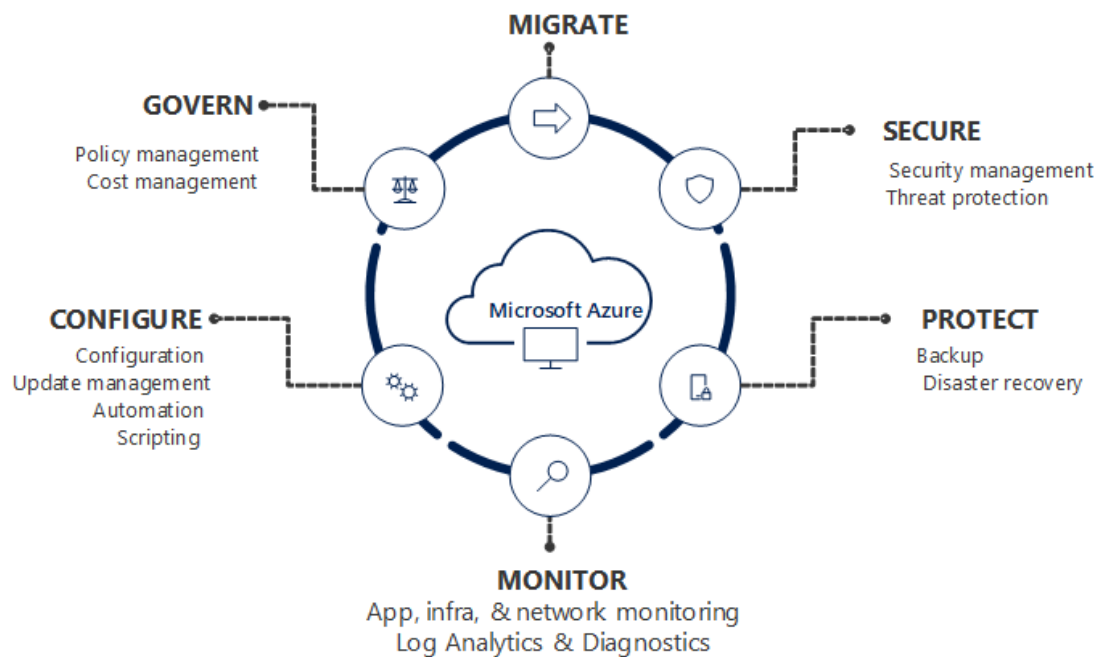 MIGRATE
GOVERN
Policy management
Cost management
SECURE
Security management
Threat protection
Microsoft Azure
CONFIGURE
Configuration
Update management
Automation
Scripting
PROTECT
Backup
Disaster recovery
MONITOR
App, infra, & network monitoring
Log Analytics & Diagnostics